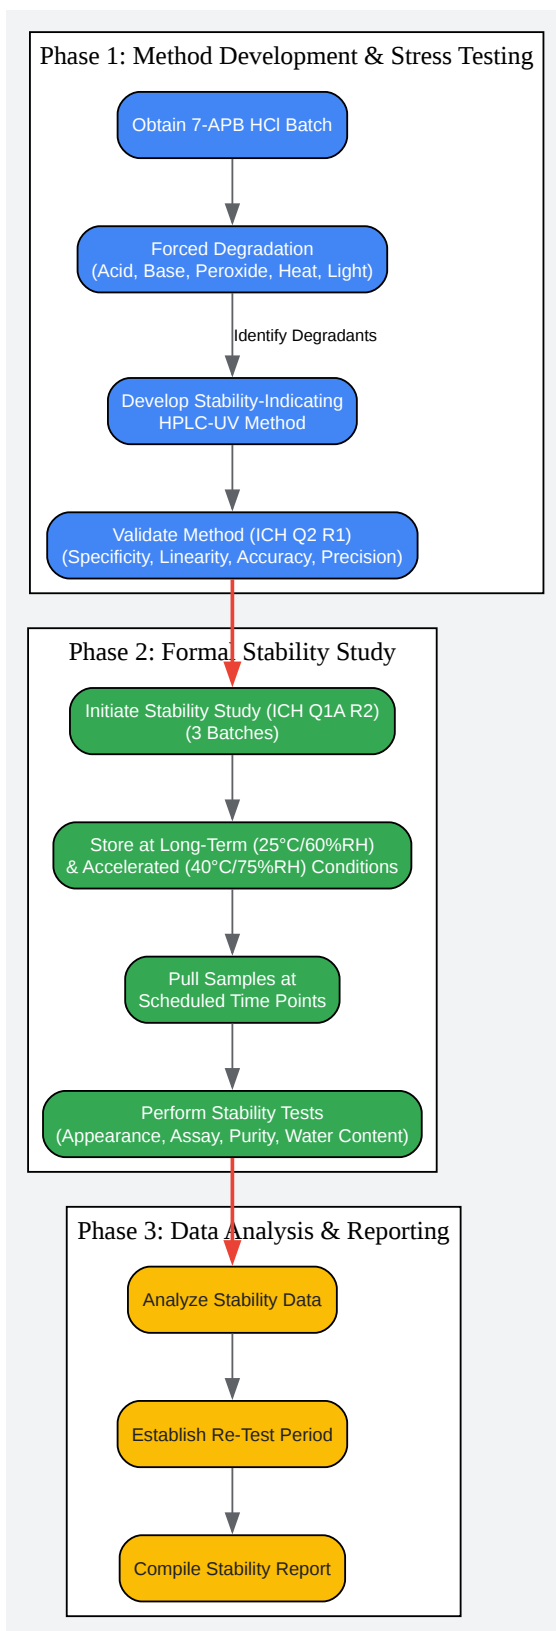 Phase 1: Method Development & Stress Testing
Obtain 7-APB HCl Batch
Forced Degradation
(Acid, Base, Peroxide, Heat, Light)
Identify Degradants
Develop Stability-Indicating
HPLC-UV Method
Validate Method (ICH Q2 R1)
(Specificity, Linearity, Accuracy, Precision)
Phase 2: Formal Stability Study
Initiate Stability Study (ICH Q1A R2)
(3 Batches)
Store at Long-Term (25°C/60%RH)
& Accelerated (40°C/75%RH) Conditions
Pull Samples at
Scheduled Time Points
Perform Stability Tests
(Appearance, Assay, Purity, Water Content)
Phase 3: Data Analysis & Reporting
Analyze Stability Data
Establish Re-Test Period
Compile Stability Report